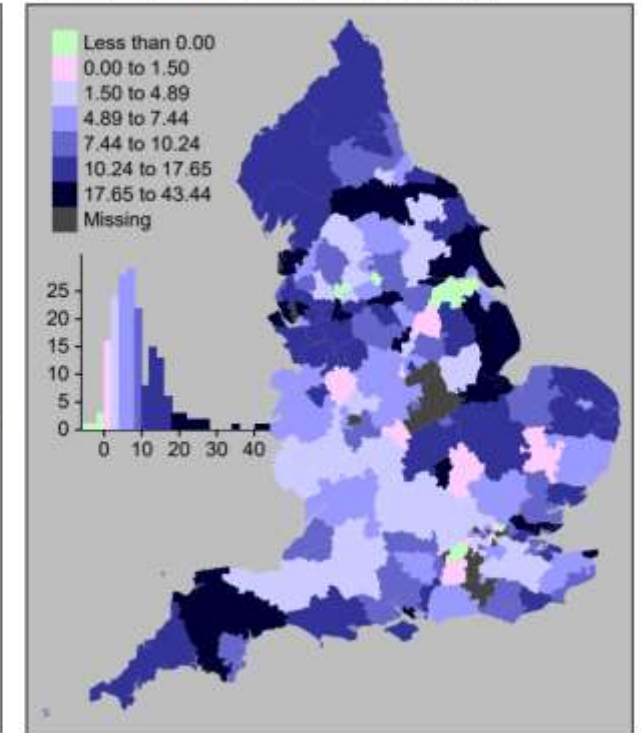 Less than 0.00
0.00 to 1.50
1.50 to 4.89
4.89 to 7.44
7.44 to 10.24
10.24 to 17.65
17.65 to 43.44
Missing
25
20
15
10
5
0
0 10 20 30 40